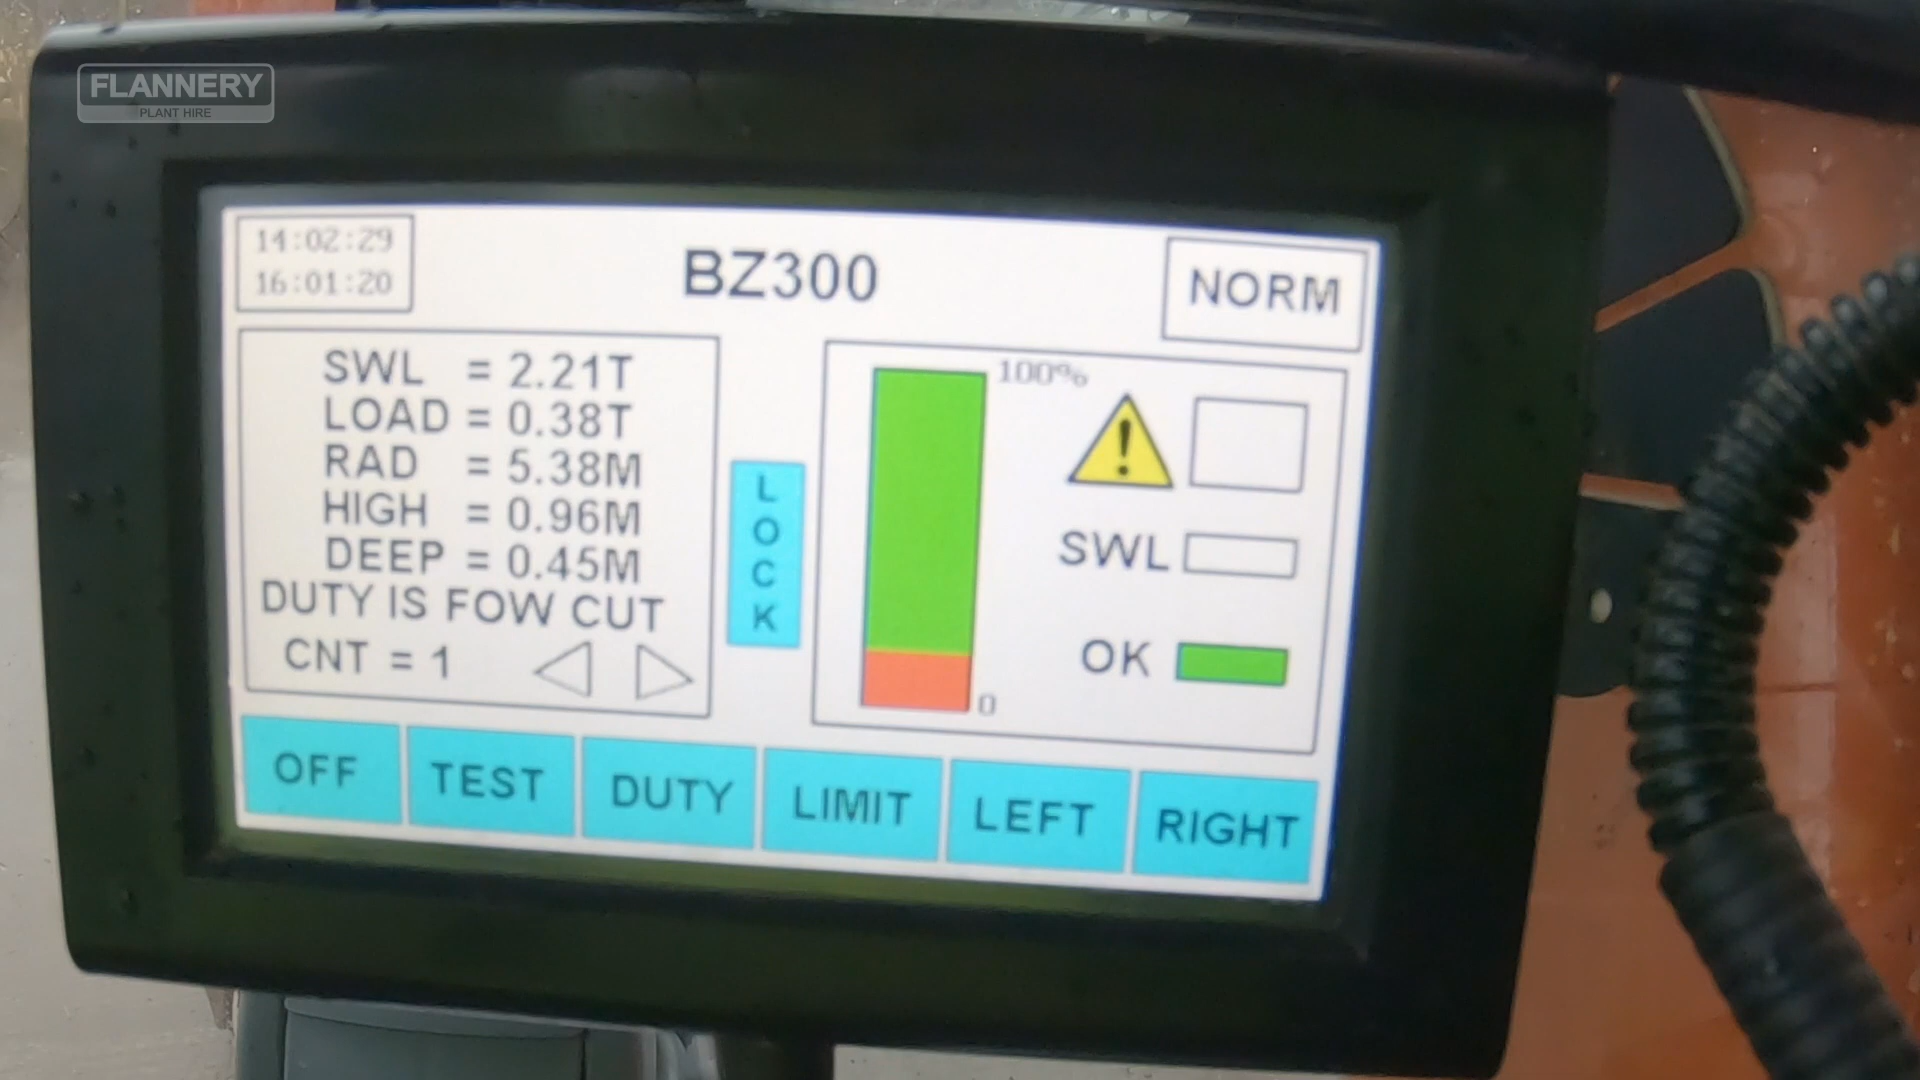 FLANNERY
PLANT HIRE
14:02:29
16:01:20
BZ300
NORM
SWL = 2.21T
LOAD = 0.38T
RAD = 5.38M
HIGH = 0.96M
DEEP = 0.45M
DUTY IS FOW CUT
CNT = 1
LOCK
100%
!
SWL
OK
0
OFF
TEST
DUTY
LIMIT
LEFT
RIGHT